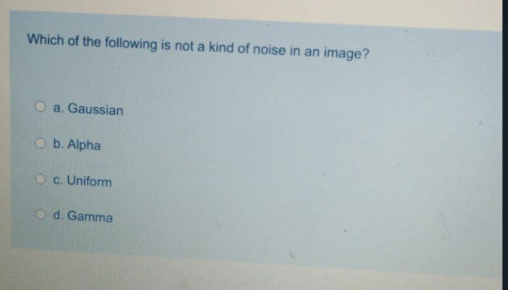 Which of the following is not a kind of noise in an image?
a. Gaussian
b. Alpha
c. Uniform
d. Gamma